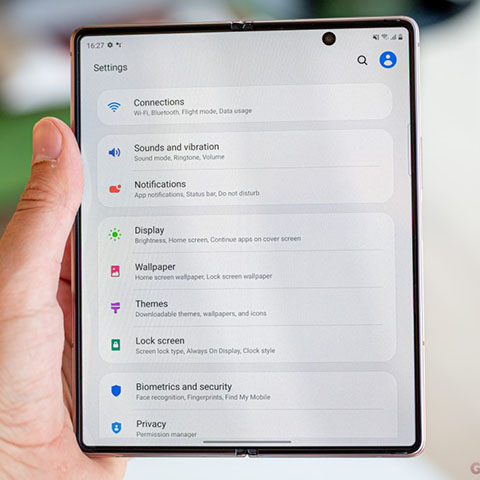 16:27
Settings
Connections
Wi-Fi, Bluetooth, Flight mode, Data usage
Sounds and vibration
Sound mode, Ringtone, Volume
Notifications
App notifications, Status bar, Do not disturb
Display
Brightness, Home screen, Continue apps on cover screen
Wallpaper
Home screen wallpaper, Lock screen wallpaper
Themes
Downloadable themes, wallpapers, and icons
Lock screen
Screen lock type, Always On Display, Clock style
Biometrics and security
Face recognition, Fingerprints, Find My Mobile
Privacy
Permission manager
G